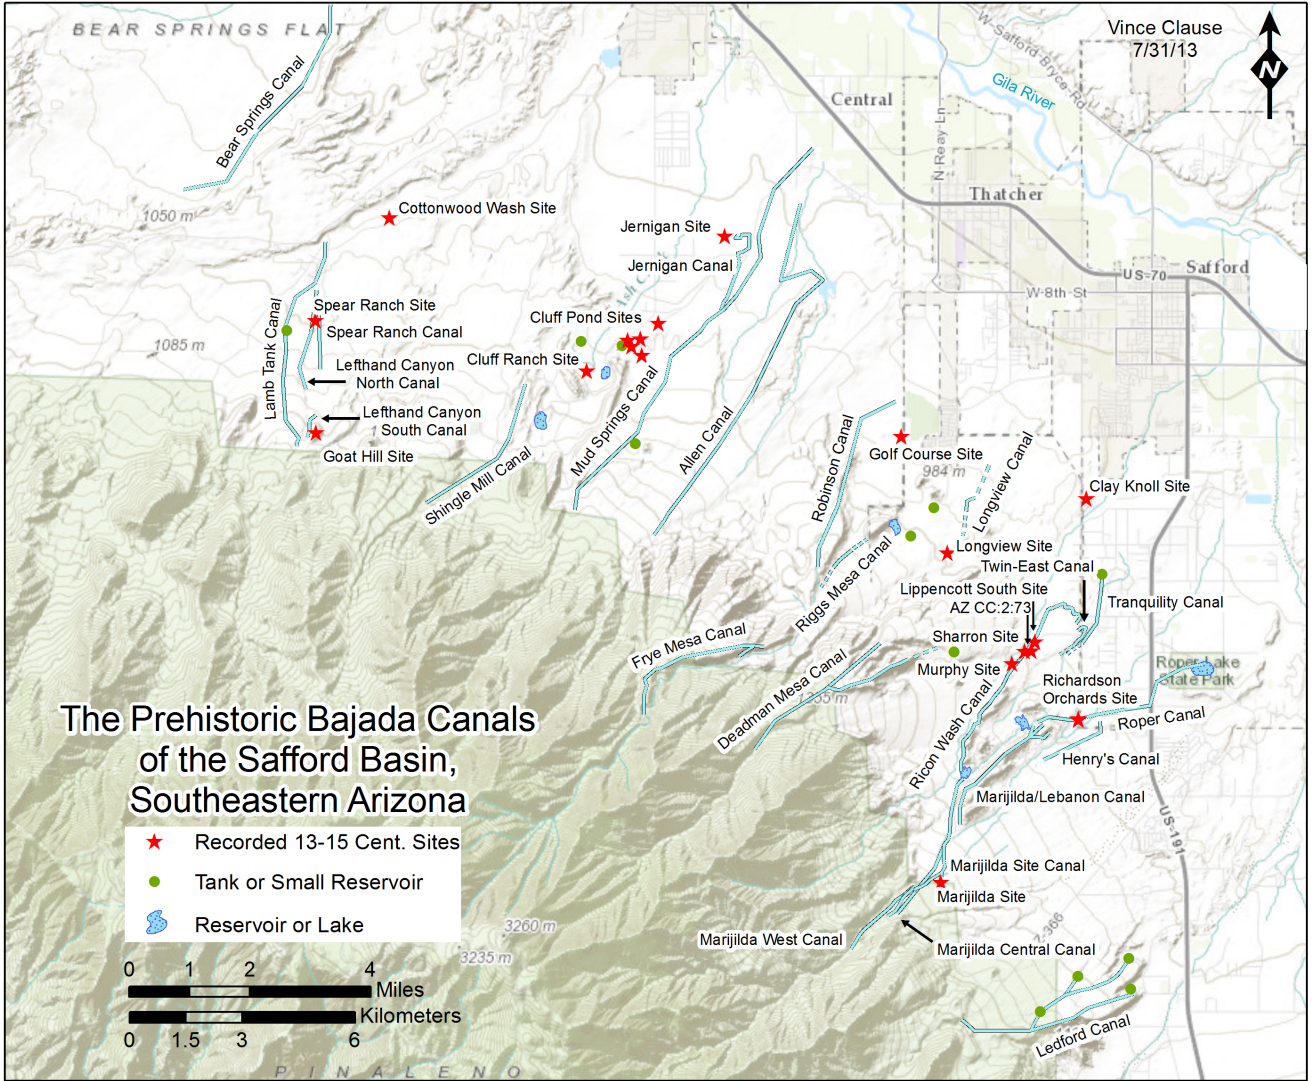 BEAR SPRINGS FLAT
Vince Clause
7/31/13
N
Bear Springs Canal
Central
Gila River
W-Safford-Bryce-Rd
N-Reay-Ln
Thatcher
1050 m
Cottonwood Wash Site
Jernigan Site
Jernigan Canal
US-70
Safford
W-8th-St
Spear Ranch Site
Spear Ranch Canal
Lamb Tank Canal
Cluff Pond Sites
1085 m
Cluff Ranch Site
Lefthand Canyon
North Canal
Lefthand Canyon
South Canal
Goat Hill Site
Mud Springs Canal
Allen Canal
Shingle Mill Canal
Robinson Canal
Golf Course Site
984 m
Longview Canal
Clay Knoll Site
Longview Site
Twin-East Canal
Riggs Mesa Canal
Lippencott South Site
AZ CC:2:73
Tranquility Canal
Frye Mesa Canal
Sharron Site
Murphy Site
Deadman Mesa Canal
Roper Lake
State Park
Richardson
Orchards Site
Roper Canal
Ricon Wash Canal
Henry's Canal
Marijilda/Lebanon Canal
US-191
The Prehistoric Bajada Canals
of the Safford Basin,
Southeastern Arizona
Recorded 13-15 Cent. Sites
Tank or Small Reservoir
Reservoir or Lake
Marijilda Site Canal
Marijilda Site
Marijilda West Canal
Marijilda Central Canal
3260 m
3235 m
0 1 2 4
Miles
Kilometers
0 1.5 3 6
Ledford Canal
PINALENO